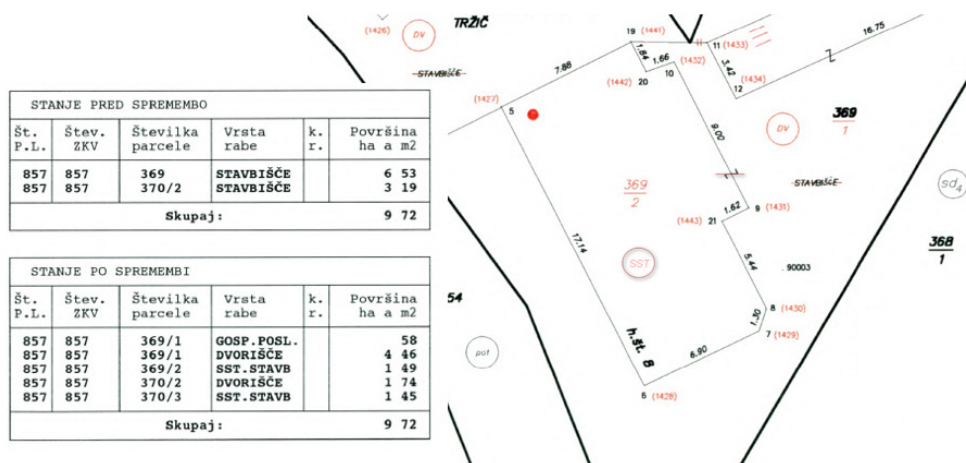 STANJE PRED SPREMEMBO
Št. P.L. Štev. ZKV Številka parcele Vrsta rabe k. r. Površina ha a m2
857 857 369 STAVBIŠČE 6 53
857 857 370/2 STAVBIŠČE 3 19
Skupaj: 9 72
STANJE PO SPREMEMBI
Št. P.L. Štev. ZKV Številka parcele Vrsta rabe k. r. Površina ha a m2
857 857 369/1 GOSP.POSL. 58
857 857 369/1 DVORIŠČE 4 46
857 857 369/2 SST.STAVB 1 49
857 857 370/2 DVORIŠČE 1 74
857 857 370/3 SST.STAVB 1 45
Skupaj: 9 72
TRŽIČ
(1426)
DV
STAVBIŠČE
19 (1441)
11 (1433)
16.75
7.88
1.84
1.66
(1432)
3.42
(1434)
(1442) 20
10
12
Z
(1427)
5
9.00
369
1
DV
Z
STAVBIŠČE
369
2
sd4
(1443) 21
1.62
9 (1431)
17.14
SST
5.44
.90003
368
1
54
8 (1430)
1.30
7 (1429)
pot
h.št. 8
6.90
6 (1428)